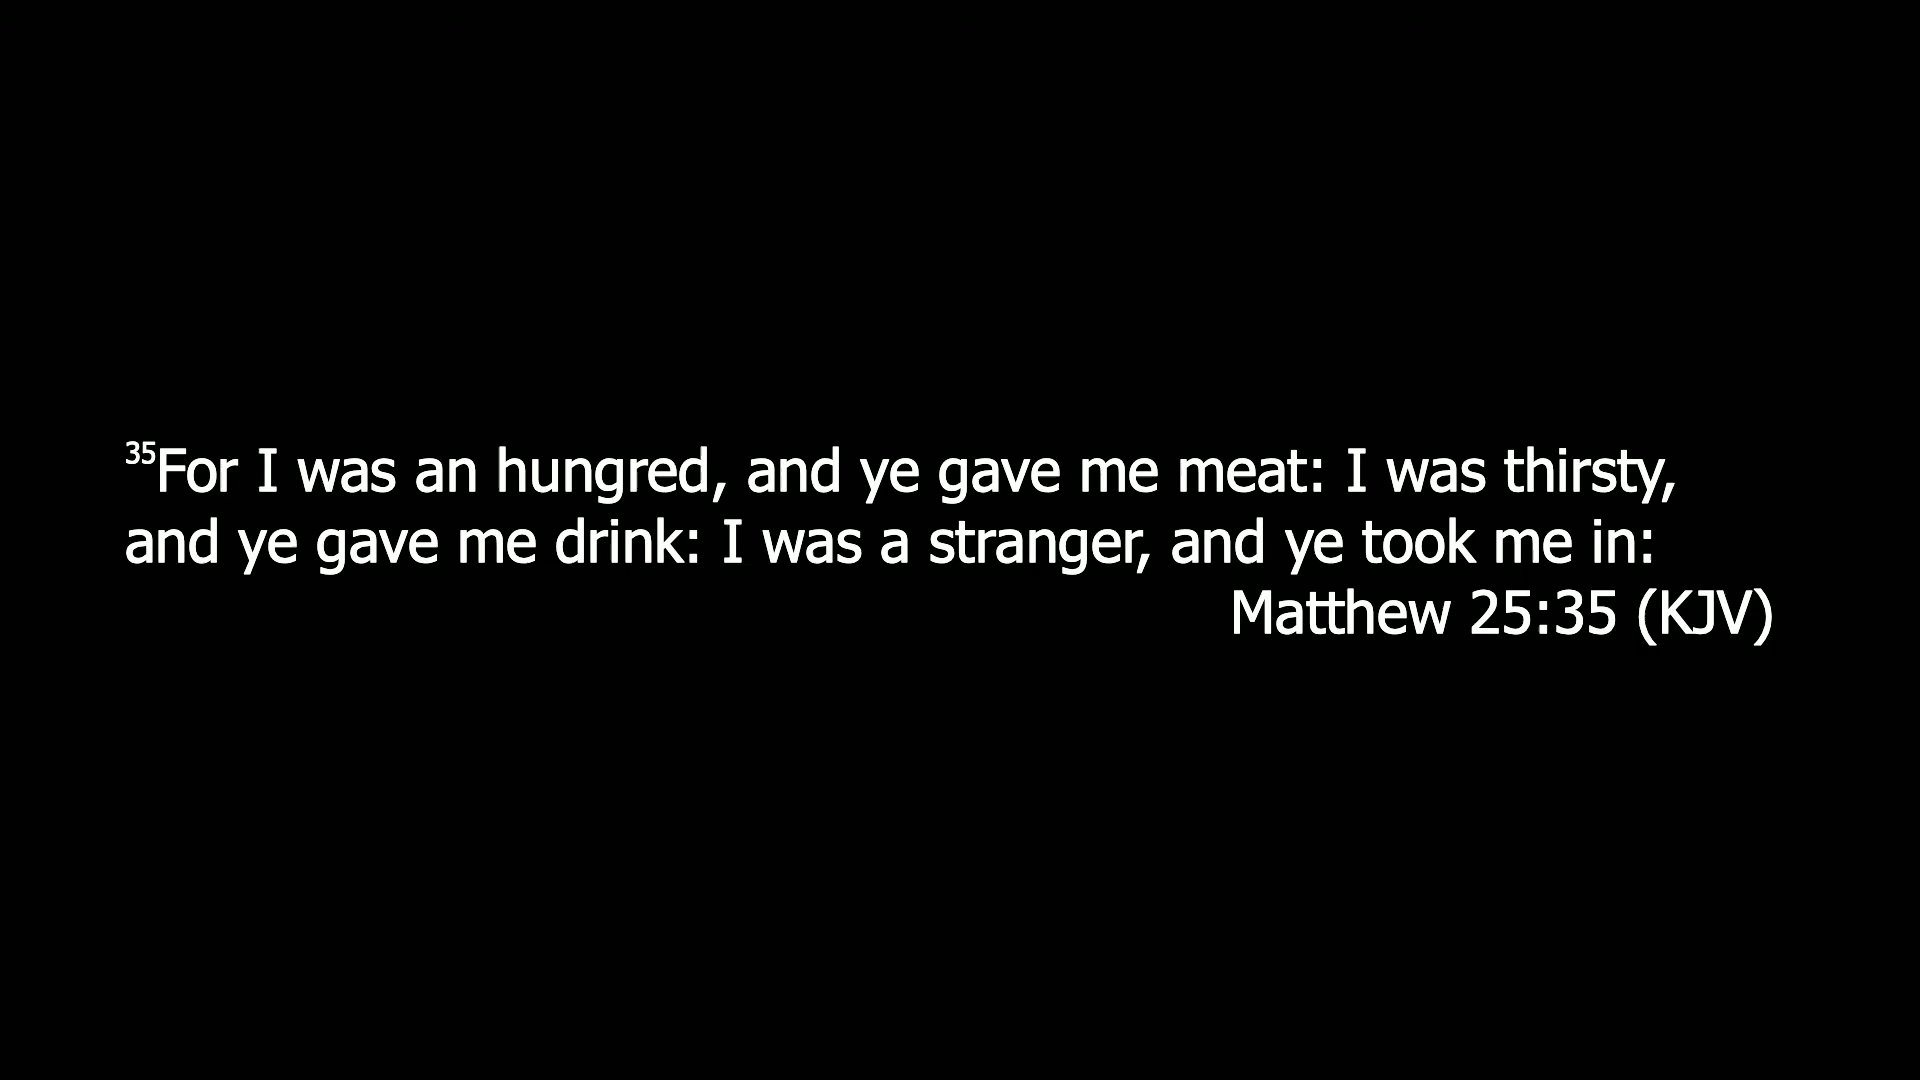 35For I was an hungred, and ye gave me meat: I was thirsty,
and ye gave me drink: I was a stranger, and ye took me in:
Matthew 25:35 (KJV)